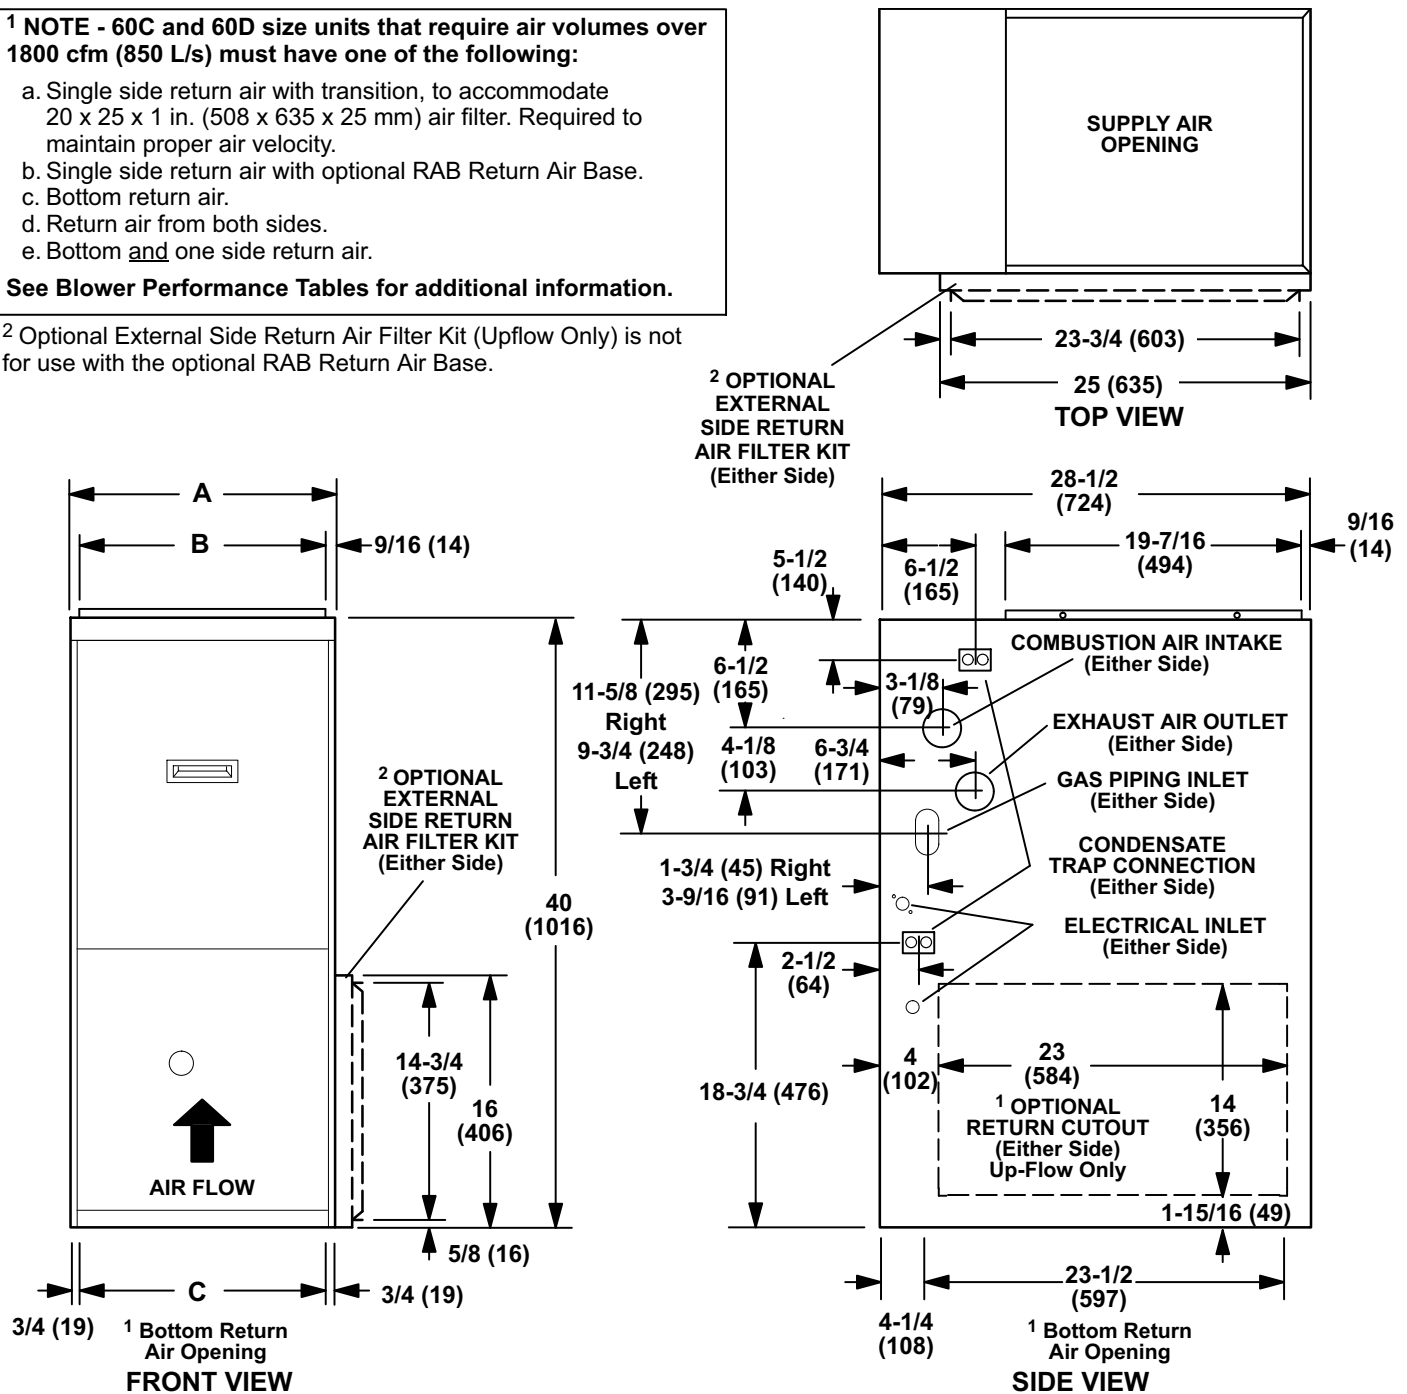 1 NOTE - 60C and 60D size units that require air volumes over
1800 cfm (850 L/s) must have one of the following:
a. Single side return air with transition, to accommodate
20 x 25 x 1 in. (508 x 635 x 25 mm) air filter. Required to
maintain proper air velocity.
b. Single side return air with optional RAB Return Air Base.
c. Bottom return air.
d. Return air from both sides.
e. Bottom and one side return air.
See Blower Performance Tables for additional information.
2 Optional External Side Return Air Filter Kit (Upflow Only) is not
for use with the optional RAB Return Air Base.
SUPPLY AIR
OPENING
23-3/4 (603)
25 (635)
TOP VIEW
2 OPTIONAL
EXTERNAL
SIDE RETURN
AIR FILTER KIT
(Either Side)
A
B
9/16 (14)
2 OPTIONAL
EXTERNAL
SIDE RETURN
AIR FILTER KIT
(Either Side)
40
(1016)
14-3/4
(375)
16
(406)
AIR FLOW
5/8 (16)
C
3/4 (19)
3/4 (19)
1 Bottom Return
Air Opening
FRONT VIEW
28-1/2
(724)
9/16
(14)
19-7/16
(494)
6-1/2
(165)
5-1/2
(140)
6-1/2
(165)
11-5/8 (295)
Right
9-3/4 (248)
Left
3-1/8
(79)
4-1/8
(103)
6-3/4
(171)
COMBUSTION AIR INTAKE
(Either Side)
EXHAUST AIR OUTLET
(Either Side)
GAS PIPING INLET
(Either Side)
CONDENSATE
TRAP CONNECTION
(Either Side)
ELECTRICAL INLET
(Either Side)
1-3/4 (45) Right
3-9/16 (91) Left
2-1/2
(64)
18-3/4 (476)
4
(102)
23
(584)
14
(356)
1 OPTIONAL
RETURN CUTOUT
(Either Side)
Up-Flow Only
1-15/16 (49)
23-1/2
(597)
4-1/4
(108)
1 Bottom Return
Air Opening
SIDE VIEW